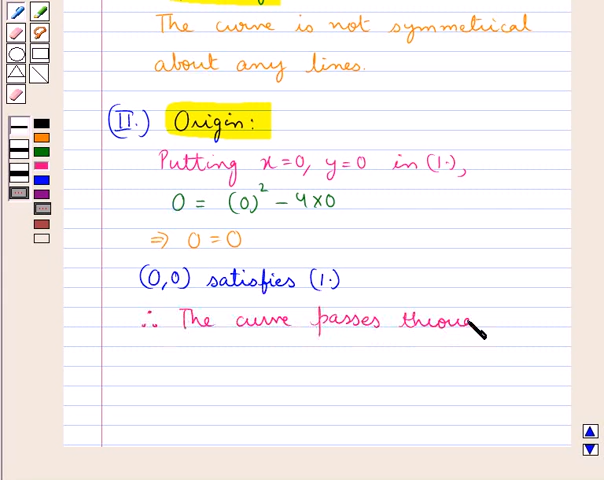 The curve is not symmetrical
about any lines.
(II.) Origin:
Putting x=0, y=0 in (1.),
0 = (0)² - 4×0
⇒ 0 = 0
(0,0) satisfies (1.)
∴ The curve passes throug